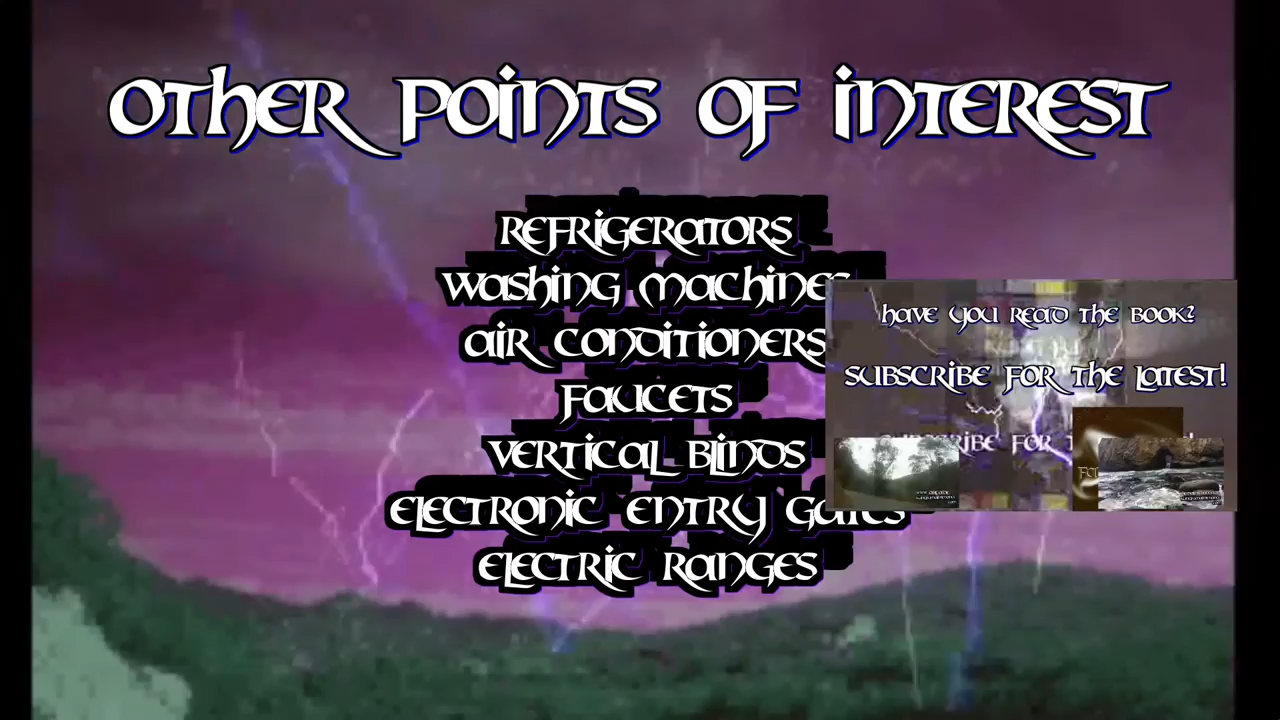 OTHER POINTS OF INTEREST
REFRIGERATORS
WASHING MACHINES
AIR CONDITIONERS
FAUCETS
VERTICAL BLINDS
ELECTRONIC ENTRY GATES
ELECTRIC RANGES
HAVE YOU READ THE BOOK?
SUBSCRIBE FOR THE LATEST!